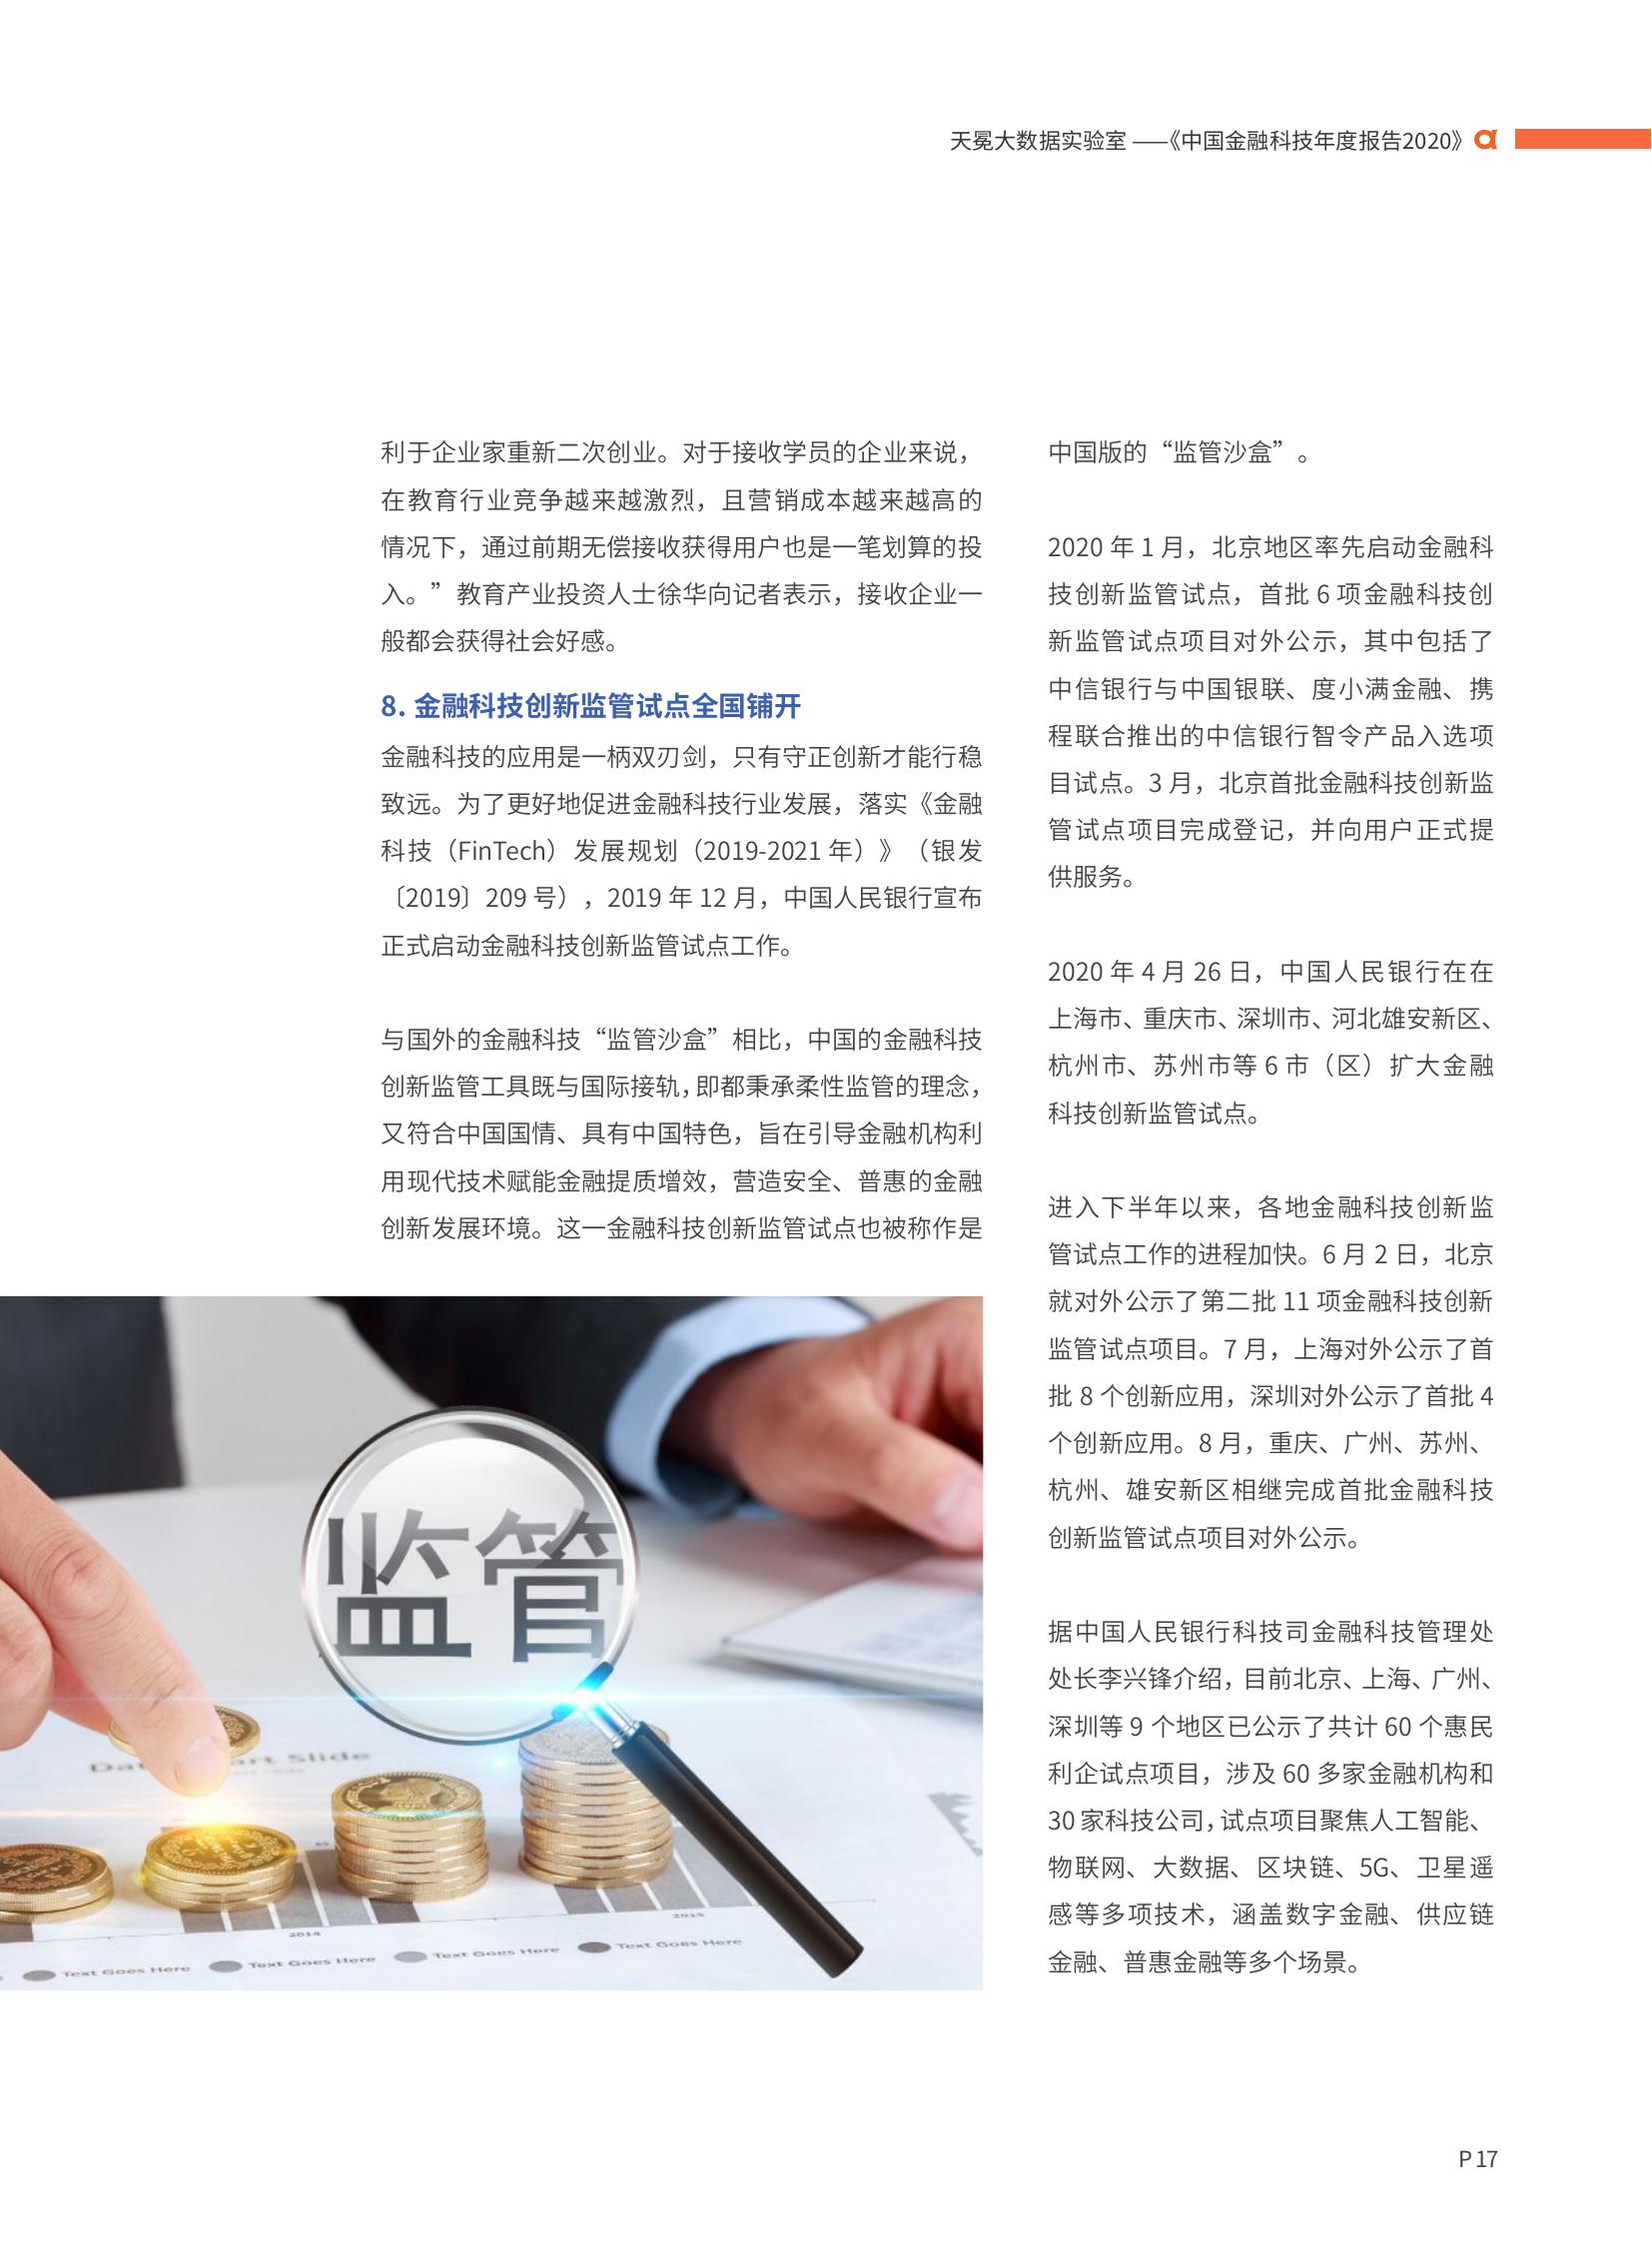 天冕大数据实验室 ——《中国金融科技年度报告2020》
利于企业家重新二次创业。对于接收学员的企业来说，
在教育行业竞争越来越激烈，且营销成本越来越高的
情况下，通过前期无偿接收获得用户也是一笔划算的投
入。”教育产业投资人士徐华向记者表示，接收企业一
般都会获得社会好感。
8. 金融科技创新监管试点全国铺开
金融科技的应用是一柄双刃剑，只有守正创新才能行稳
致远。为了更好地促进金融科技行业发展，落实《金融
科技（FinTech）发展规划（2019-2021 年）》（银发
〔2019〕209 号），2019 年 12 月，中国人民银行宣布
正式启动金融科技创新监管试点工作。
与国外的金融科技“监管沙盒”相比，中国的金融科技
创新监管工具既与国际接轨，即都秉承柔性监管的理念，
又符合中国国情、具有中国特色，旨在引导金融机构利
用现代技术赋能金融提质增效，营造安全、普惠的金融
创新发展环境。这一金融科技创新监管试点也被称作是
中国版的“监管沙盒”。
2020 年 1 月，北京地区率先启动金融科
技创新监管试点，首批 6 项金融科技创
新监管试点项目对外公示，其中包括了
中信银行与中国银联、度小满金融、携
程联合推出的中信银行智令产品入选项
目试点。3 月，北京首批金融科技创新监
管试点项目完成登记，并向用户正式提
供服务。
2020 年 4 月 26 日，中国人民银行在在
上海市、重庆市、深圳市、河北雄安新区、
杭州市、苏州市等 6 市（区）扩大金融
科技创新监管试点。
进入下半年以来，各地金融科技创新监
管试点工作的进程加快。6 月 2 日，北京
就对外公示了第二批 11 项金融科技创新
监管试点项目。7 月，上海对外公示了首
批 8 个创新应用，深圳对外公示了首批 4
个创新应用。8 月，重庆、广州、苏州、
杭州、雄安新区相继完成首批金融科技
创新监管试点项目对外公示。
据中国人民银行科技司金融科技管理处
处长李兴锋介绍，目前北京、上海、广州、
深圳等 9 个地区已公示了共计 60 个惠民
利企试点项目，涉及 60 多家金融机构和
30 家科技公司，试点项目聚焦人工智能、
物联网、大数据、区块链、5G、卫星遥
感等多项技术，涵盖数字金融、供应链
金融、普惠金融等多个场景。
监管
Slide
2014
2015
Text Goes Here
Text Goes Here
Text Goes Here
Text Goes Here
P 17